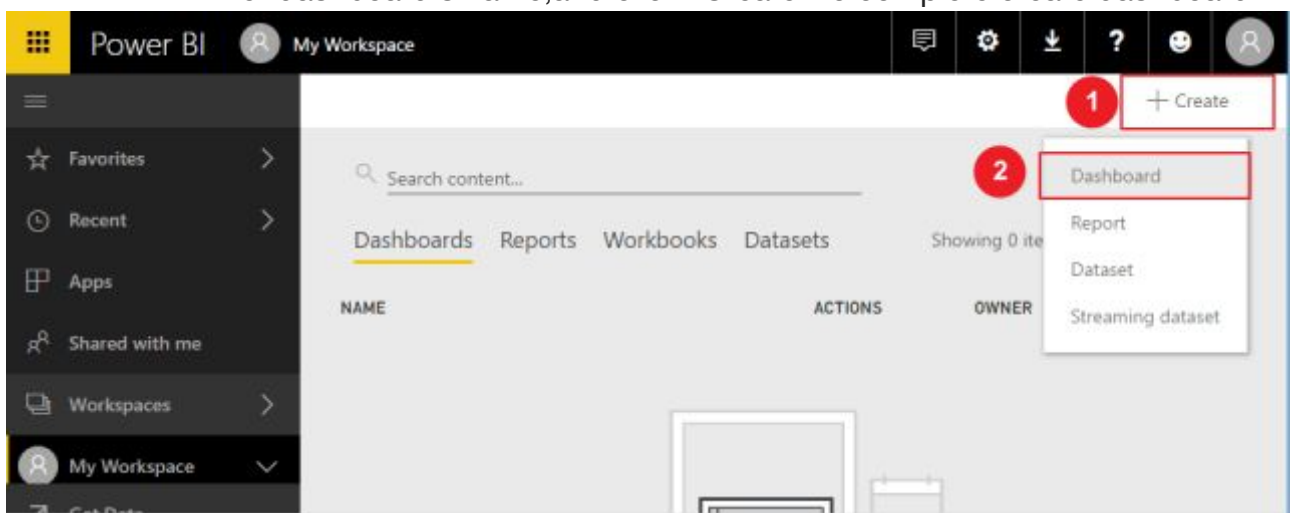 Power BI My Workspace ?
1 + Create
Favorites
Search content...
2 Dashboard
Recent
Report
Dashboards Reports Workbooks Datasets Showing 0 ite
Dataset
Apps
NAME ACTIONS OWNER
Streaming dataset
Shared with me
Workspaces
My Workspace